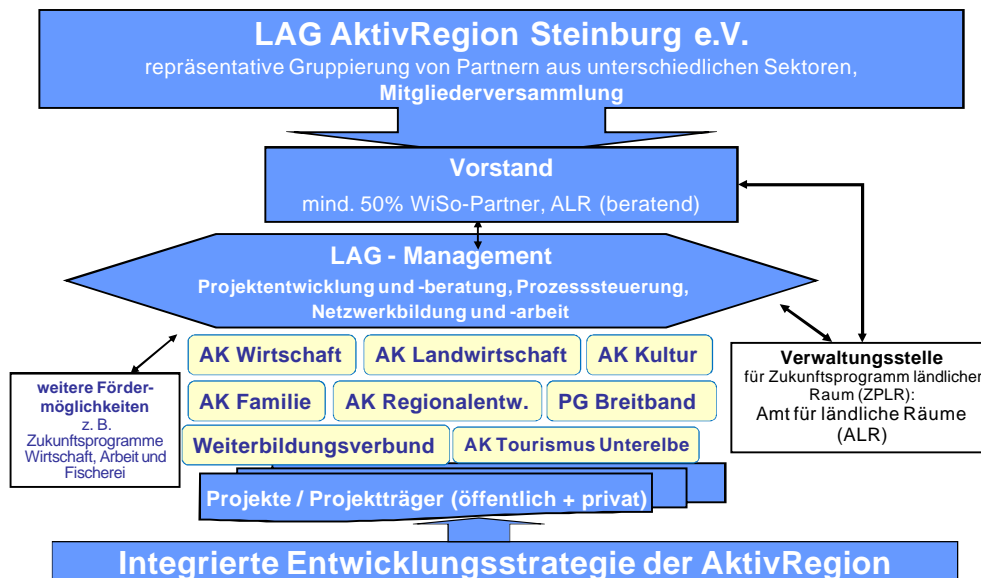 LAG AktivRegion Steinburg e.V.
repräsentative Gruppierung von Partnern aus unterschiedlichen Sektoren,
Mitgliederversammlung
Vorstand
mind. 50% WiSo-Partner, ALR (beratend)
LAG - Management
Projektentwicklung und -beratung, Prozesssteuerung,
Netzwerkbildung und -arbeit
AK Wirtschaft
AK Landwirtschaft
AK Kultur
AK Familie
AK Regionalentw.
PG Breitband
Weiterbildungsverbund
AK Tourismus Unterelbe
weitere Förder-
möglichkeiten
z. B.
Zukunftsprogramme
Wirtschaft, Arbeit und
Fischerei
Verwaltungsstelle
für Zukunftsprogramm ländlicher
Raum (ZPLR):
Amt für ländliche Räume
(ALR)
Projekte / Projektträger (öffentlich + privat)
Integrierte Entwicklungsstrategie der AktivRegion